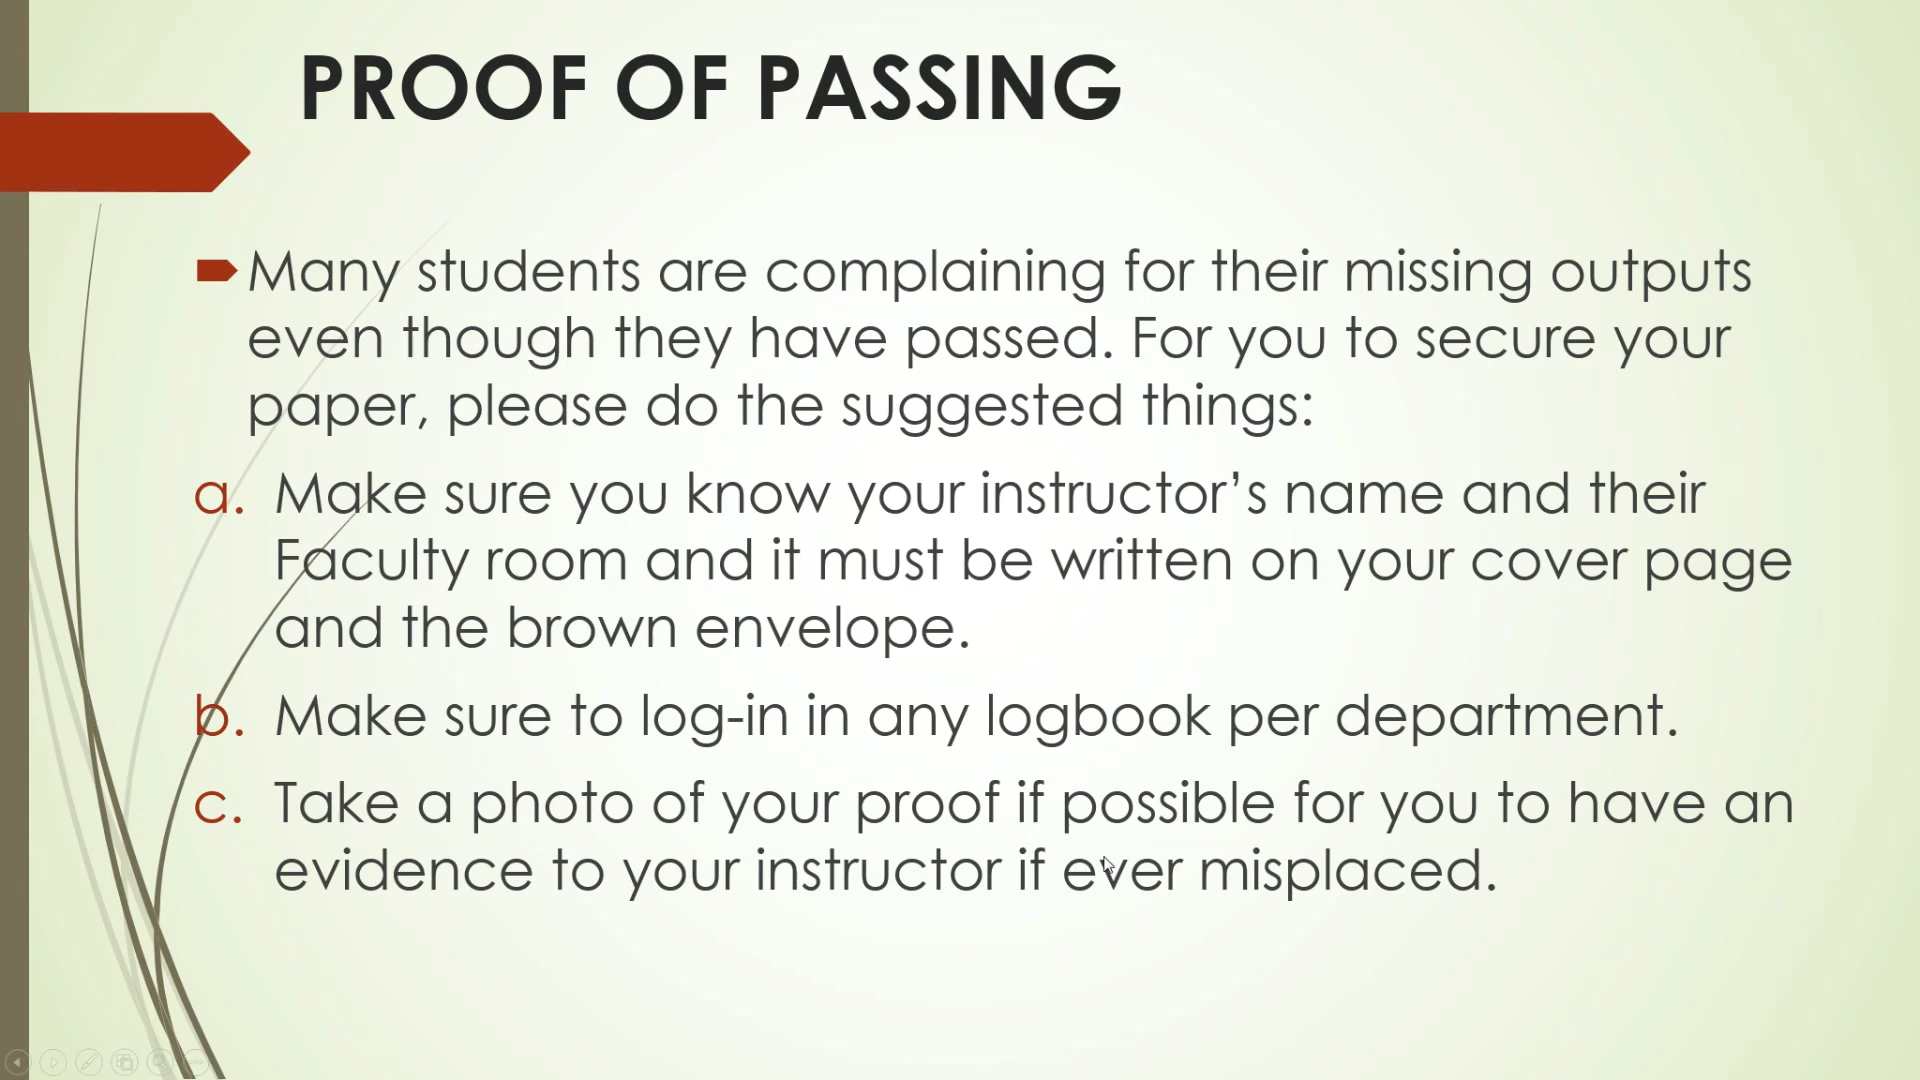 PROOF OF PASSING
Many students are complaining for their missing outputs
even though they have passed. For you to secure your
paper, please do the suggested things:
a. Make sure you know your instructor’s name and their
Faculty room and it must be written on your cover page
and the brown envelope.
b. Make sure to log-in in any logbook per department.
c. Take a photo of your proof if possible for you to have an
evidence to your instructor if ever misplaced.